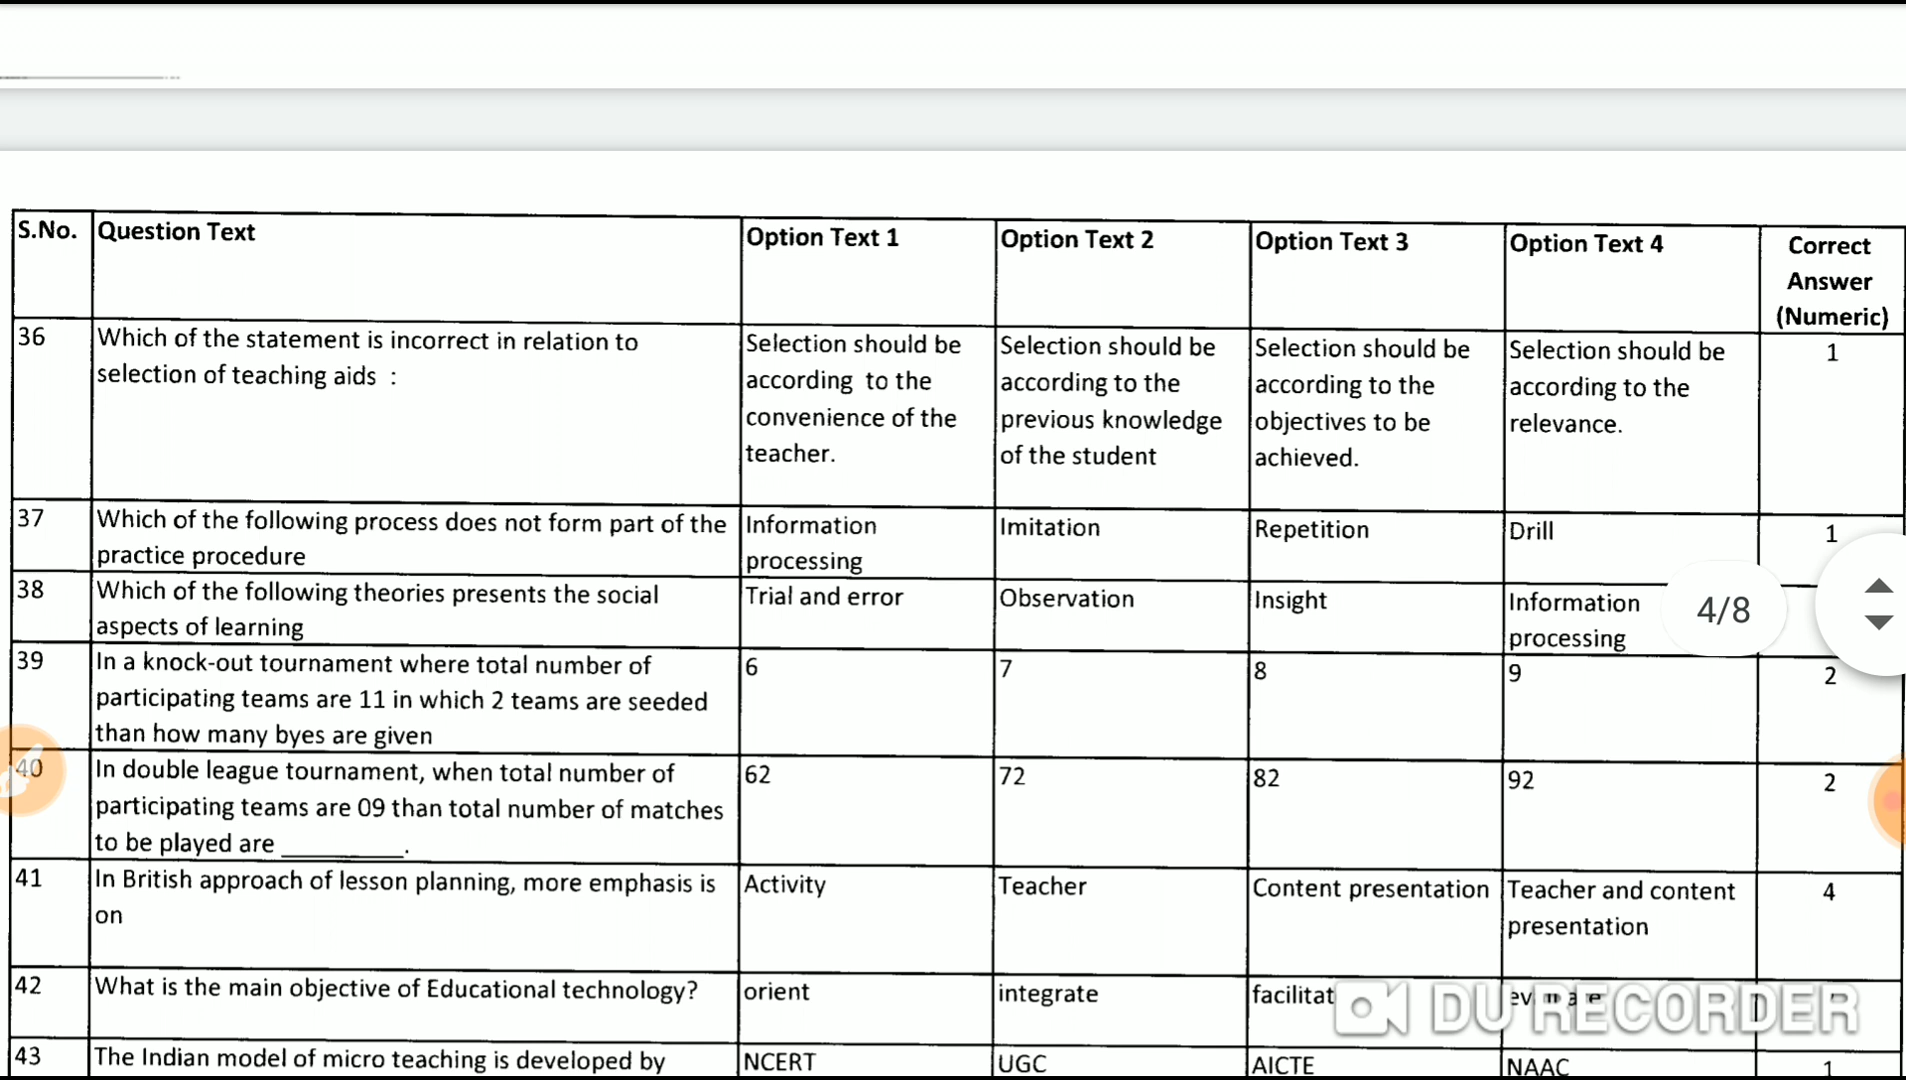 S.No. Question Text Option Text 1 Option Text 2 Option Text 3 Option Text 4 Correct
Answer
(Numeric)
36 Which of the statement is incorrect in relation to Selection should be Selection should be Selection should be Selection should be 1
selection of teaching aids : according to the according to the according to the according to the
convenience of the previous knowledge objectives to be relevance.
teacher. of the student achieved.
37 Which of the following process does not form part of the Information Imitation Repetition Drill 1
practice procedure processing
38 Which of the following theories presents the social Trial and error Observation Insight Information
aspects of learning processing
4/8
39 In a knock-out tournament where total number of 6 7 8 9 2
participating teams are 11 in which 2 teams are seeded
than how many byes are given
40 In double league tournament, when total number of 62 72 82 92 2
participating teams are 09 than total number of matches
to be played are ________.
41 In British approach of lesson planning, more emphasis is Activity Teacher Content presentation Teacher and content 4
on presentation
42 What is the main objective of Educational technology? orient integrate
DU RECORDER
43 The Indian model of micro teaching is developed by NCERT UGC AICTE NAAC 1